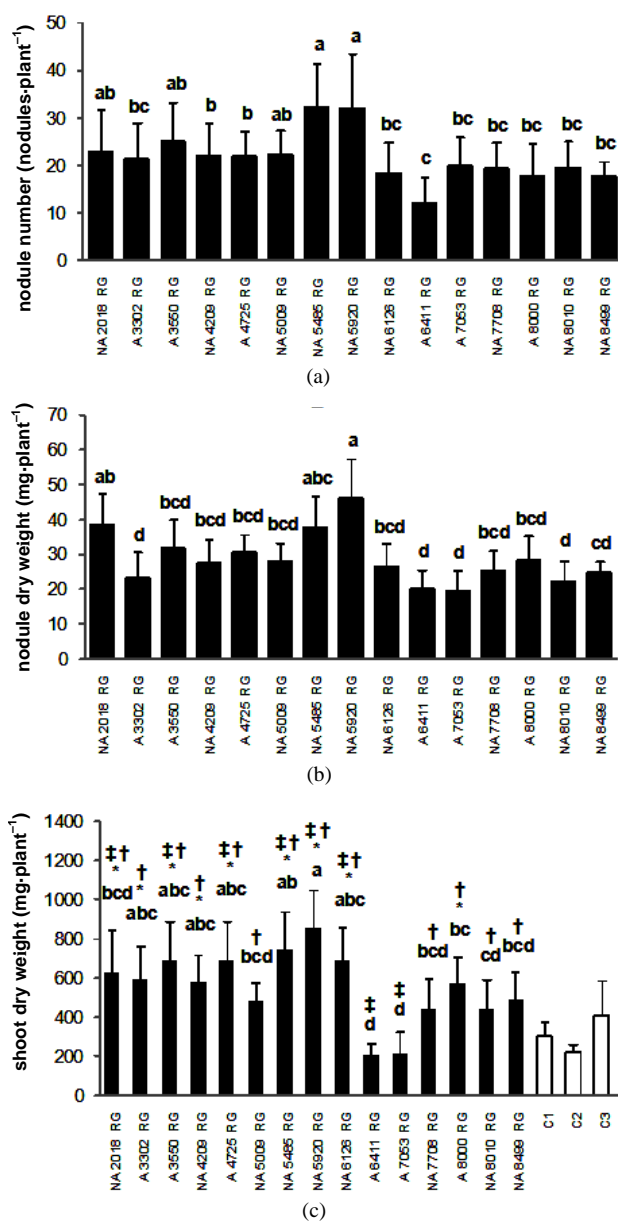 nodule number (nodules·plant⁻¹)
50
40
30
20
10
0
ab bc ab b b ab a a bc c bc bc bc bc bc
NA 2018 RG
A 3302 RG
A 3550 RG
NA 4209 RG
A 4725 RG
NA 5009 RG
NA 5485 RG
NA 5920 RG
NA 6126 RG
A 6411 RG
A 7053 RG
NA 7708 RG
A 8000 RG
NA 8010 RG
NA 8499 RG
(a)
nodule dry weight (mg·plant⁻¹)
70
60
50
40
30
20
10
0
ab d bcd bcd bcd bcd abc a bcd d d bcd bcd d cd
NA 2018 RG
A 3302 RG
A 3550 RG
NA 4209 RG
A 4725 RG
NA 5009 RG
NA 5485 RG
NA 5920 RG
NA 6126 RG
A 6411 RG
A 7053 RG
NA 7708 RG
A 8000 RG
NA 8010 RG
NA 8499 RG
(b)
shoot dry weight (mg·plant⁻¹)
1400
1200
1000
800
600
400
200
0
‡† † ‡† † ‡† † ‡† ‡† ‡† ‡ ‡ † † † †
* * * * * * * * *
bcd abc abc abc abc bcd ab a abc d d bcd bc cd bcd
NA 2018 RG
A 3302 RG
A 3550 RG
NA 4209 RG
A 4725 RG
NA 5009 RG
NA 5485 RG
NA 5920 RG
NA 6126 RG
A 6411 RG
A 7053 RG
NA 7708 RG
A 8000 RG
NA 8010 RG
NA 8499 RG
C1
C2
C3
(c)